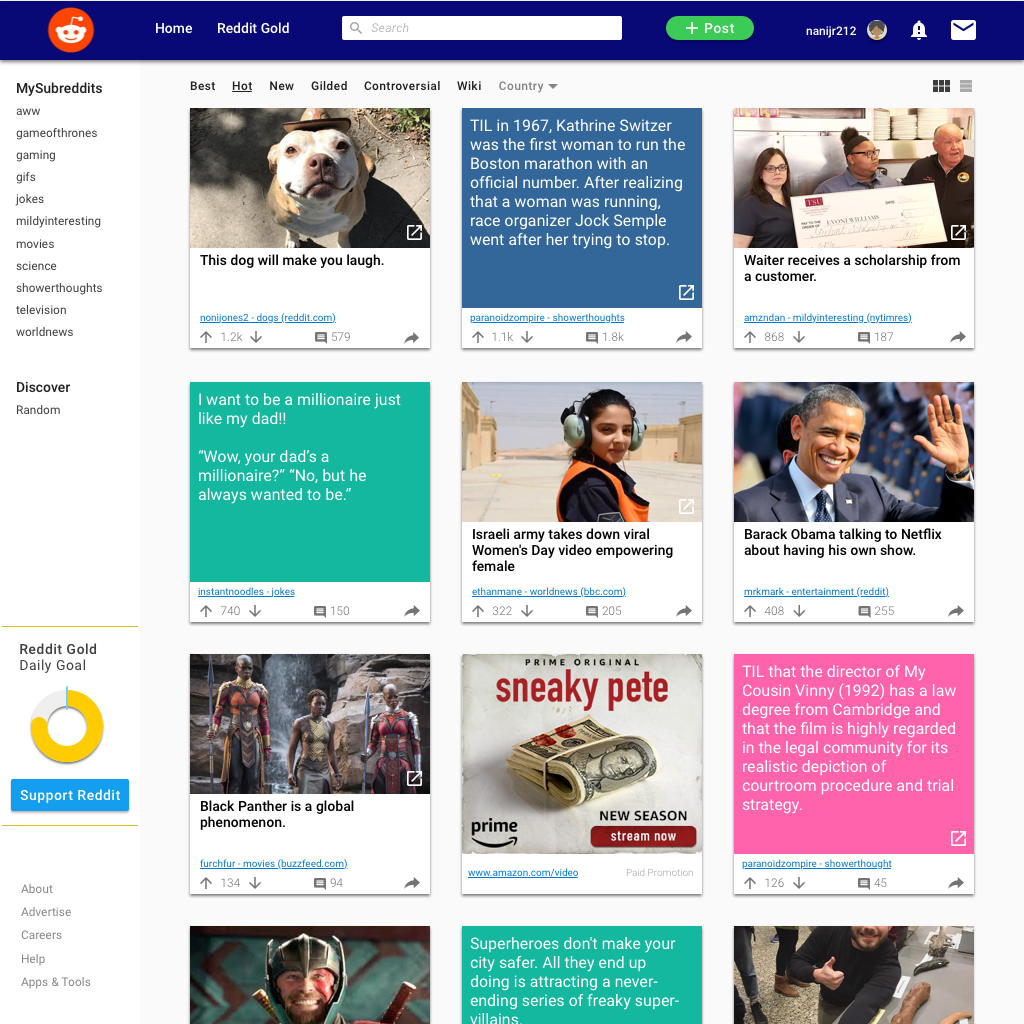 Home
Reddit Gold
Search
+ Post
nanijr212
MySubreddits
aww
gameofthrones
gaming
gifs
jokes
mildyinteresting
movies
science
showerthoughts
television
worldnews
Discover
Random
Reddit Gold
Daily Goal
Support Reddit
About
Advertise
Careers
Help
Apps & Tools
Best Hot New Gilded Controversial Wiki Country
This dog will make you laugh.
nonijones2 - dogs (reddit.com)
1.2k 579
TIL in 1967, Kathrine Switzer
was the first woman to run the
Boston marathon with an
official number. After realizing
that a woman was running,
race organizer Jock Semple
went after her trying to stop.
paranoidzompire - showerthoughts
1.1k 1.8k
TSU
EVONI WILLIAMS
Waiter receives a scholarship from
a customer.
amzndan - mildyinteresting (nytimres)
868 187
I want to be a millionaire just
like my dad!!
“Wow, your dad’s a
millionaire?” “No, but he
always wanted to be.”
instantnoodles - jokes
740 150
Israeli army takes down viral
Women's Day video empowering
female
ethanmane - worldnews (bbc.com)
322 205
Barack Obama talking to Netflix
about having his own show.
mrkmark - entertainment (reddit)
408 255
Black Panther is a global
phenomenon.
furchfur - movies (buzzfeed.com)
134 94
PRIME ORIGINAL
sneaky pete
NEW SEASON
prime
stream now
www.amazon.com/video
Paid Promotion
TIL that the director of My
Cousin Vinny (1992) has a law
degree from Cambridge and
that the film is highly regarded
in the legal community for its
realistic depiction of
courtroom procedure and trial
strategy.
paranoidzompire - showerthought
126 45
Superheroes don't make your
city safer. All they end up
doing is attracting a never-
ending series of freaky super-
villains.